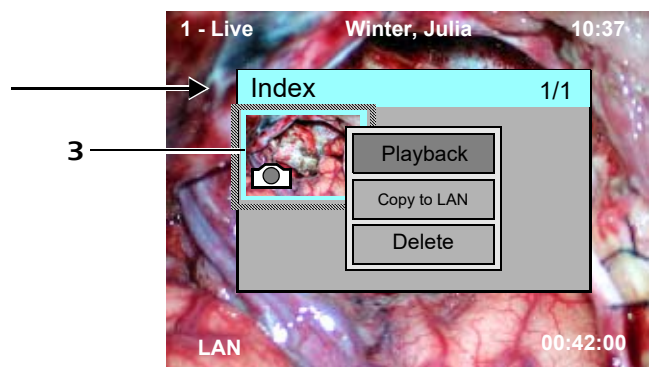 1 - Live Winter, Julia 10:37
Index 1/1
3
Playback
Copy to LAN
Delete
LAN 00:42:00